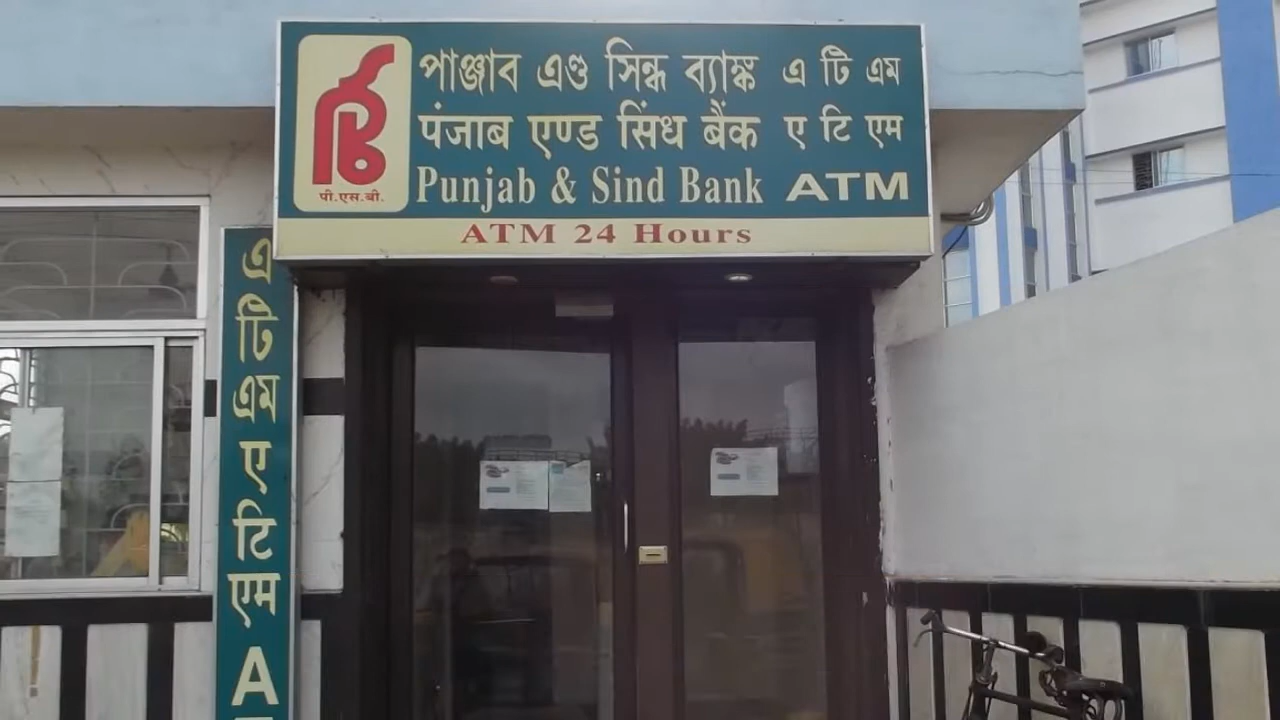 পাঞ্জাব এণ্ড সিন্ধ ব্যাঙ্ক এ টি এম
पंजाब एण्ड सिंध बैंक ए टि एम
Punjab & Sind Bank ATM
पी.एस.बी.
ATM 24 Hours
এ
টি
এম
ए
टि
एम
A